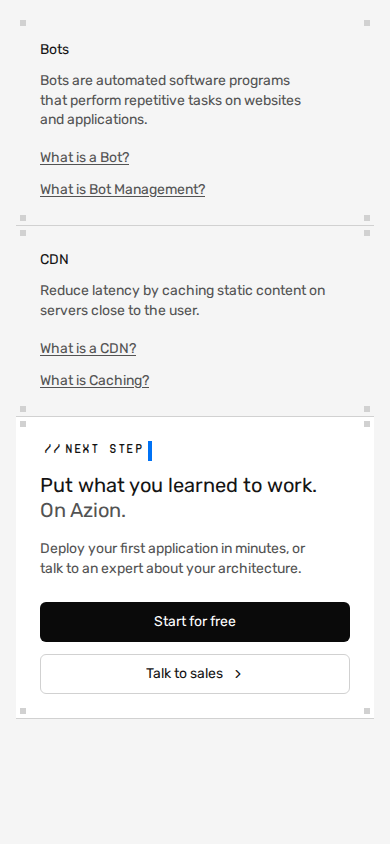 Bots
Bots are automated software programs
that perform repetitive tasks on websites
and applications.
What is a Bot?
What is Bot Management?
CDN
Reduce latency by caching static content on
servers close to the user.
What is a CDN?
What is Caching?
// NEXT STEP
Put what you learned to work.
On Azion.
Deploy your first application in minutes, or
talk to an expert about your architecture.
Start for free
Talk to sales